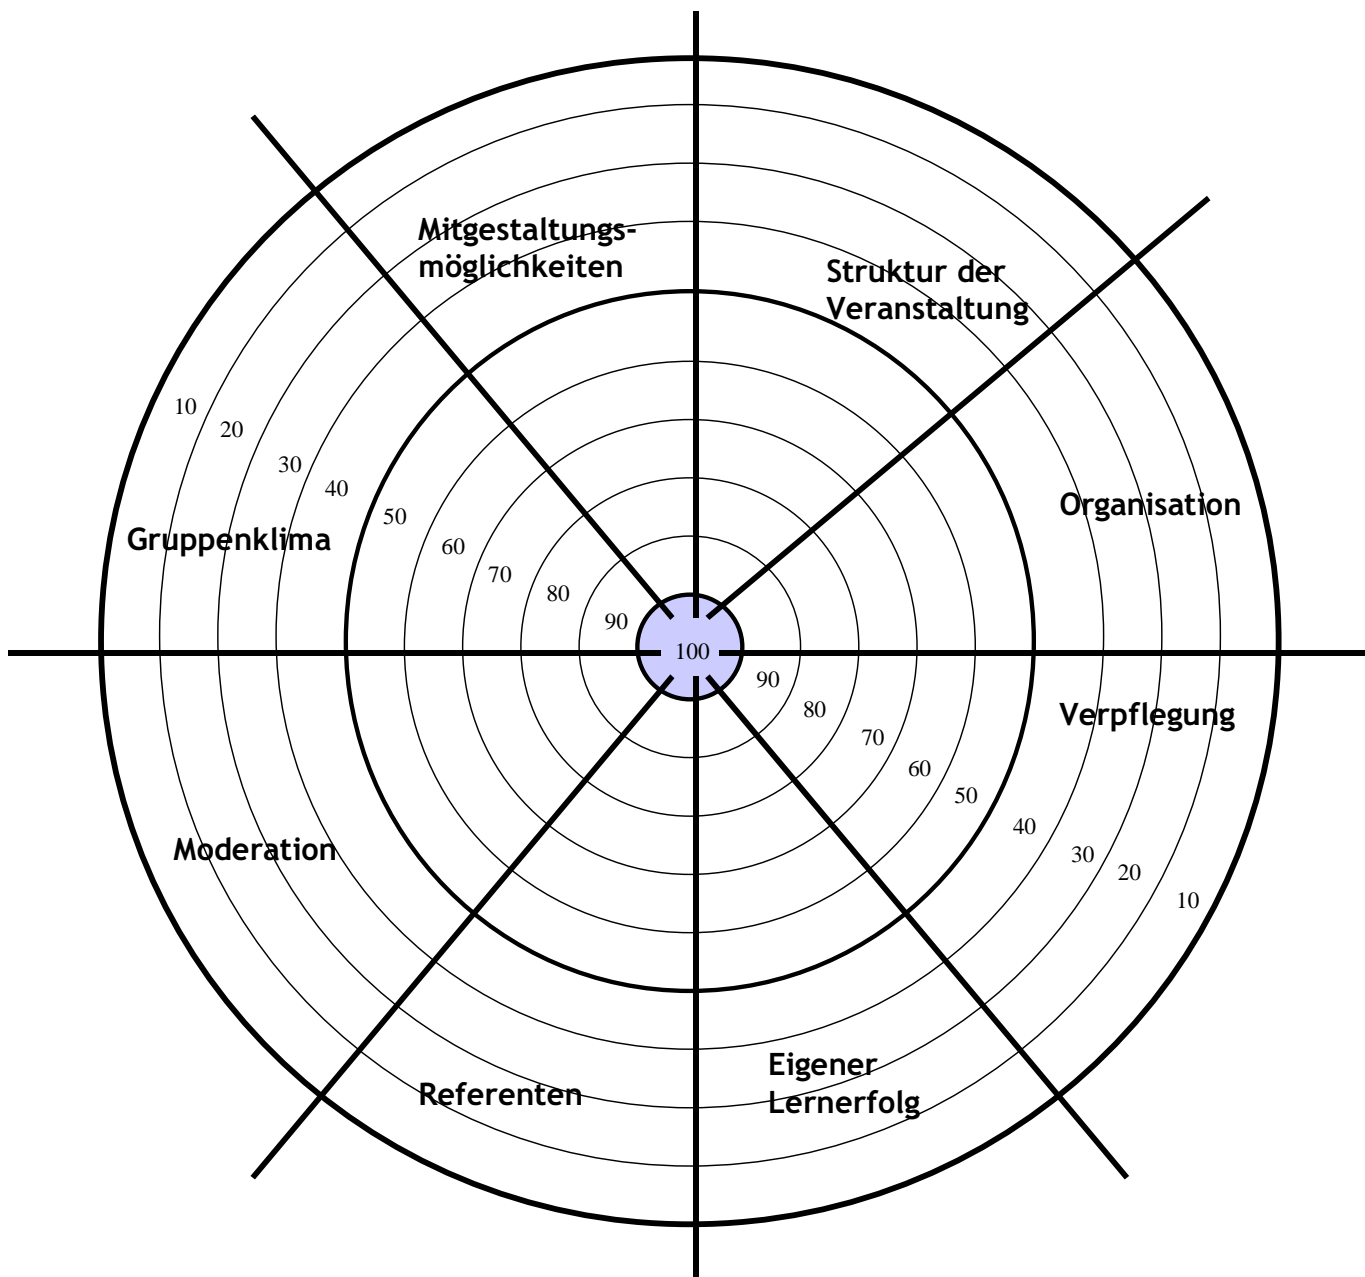 Mitgestaltungs-
möglichkeiten
Struktur der
Veranstaltung
10
20
30
40
50
60
70
80
90
Gruppenklima
Organisation
100
90
80
70
60
50
40
30
20
10
Verpflegung
Moderation
Referenten
Eigener
Lernerfolg